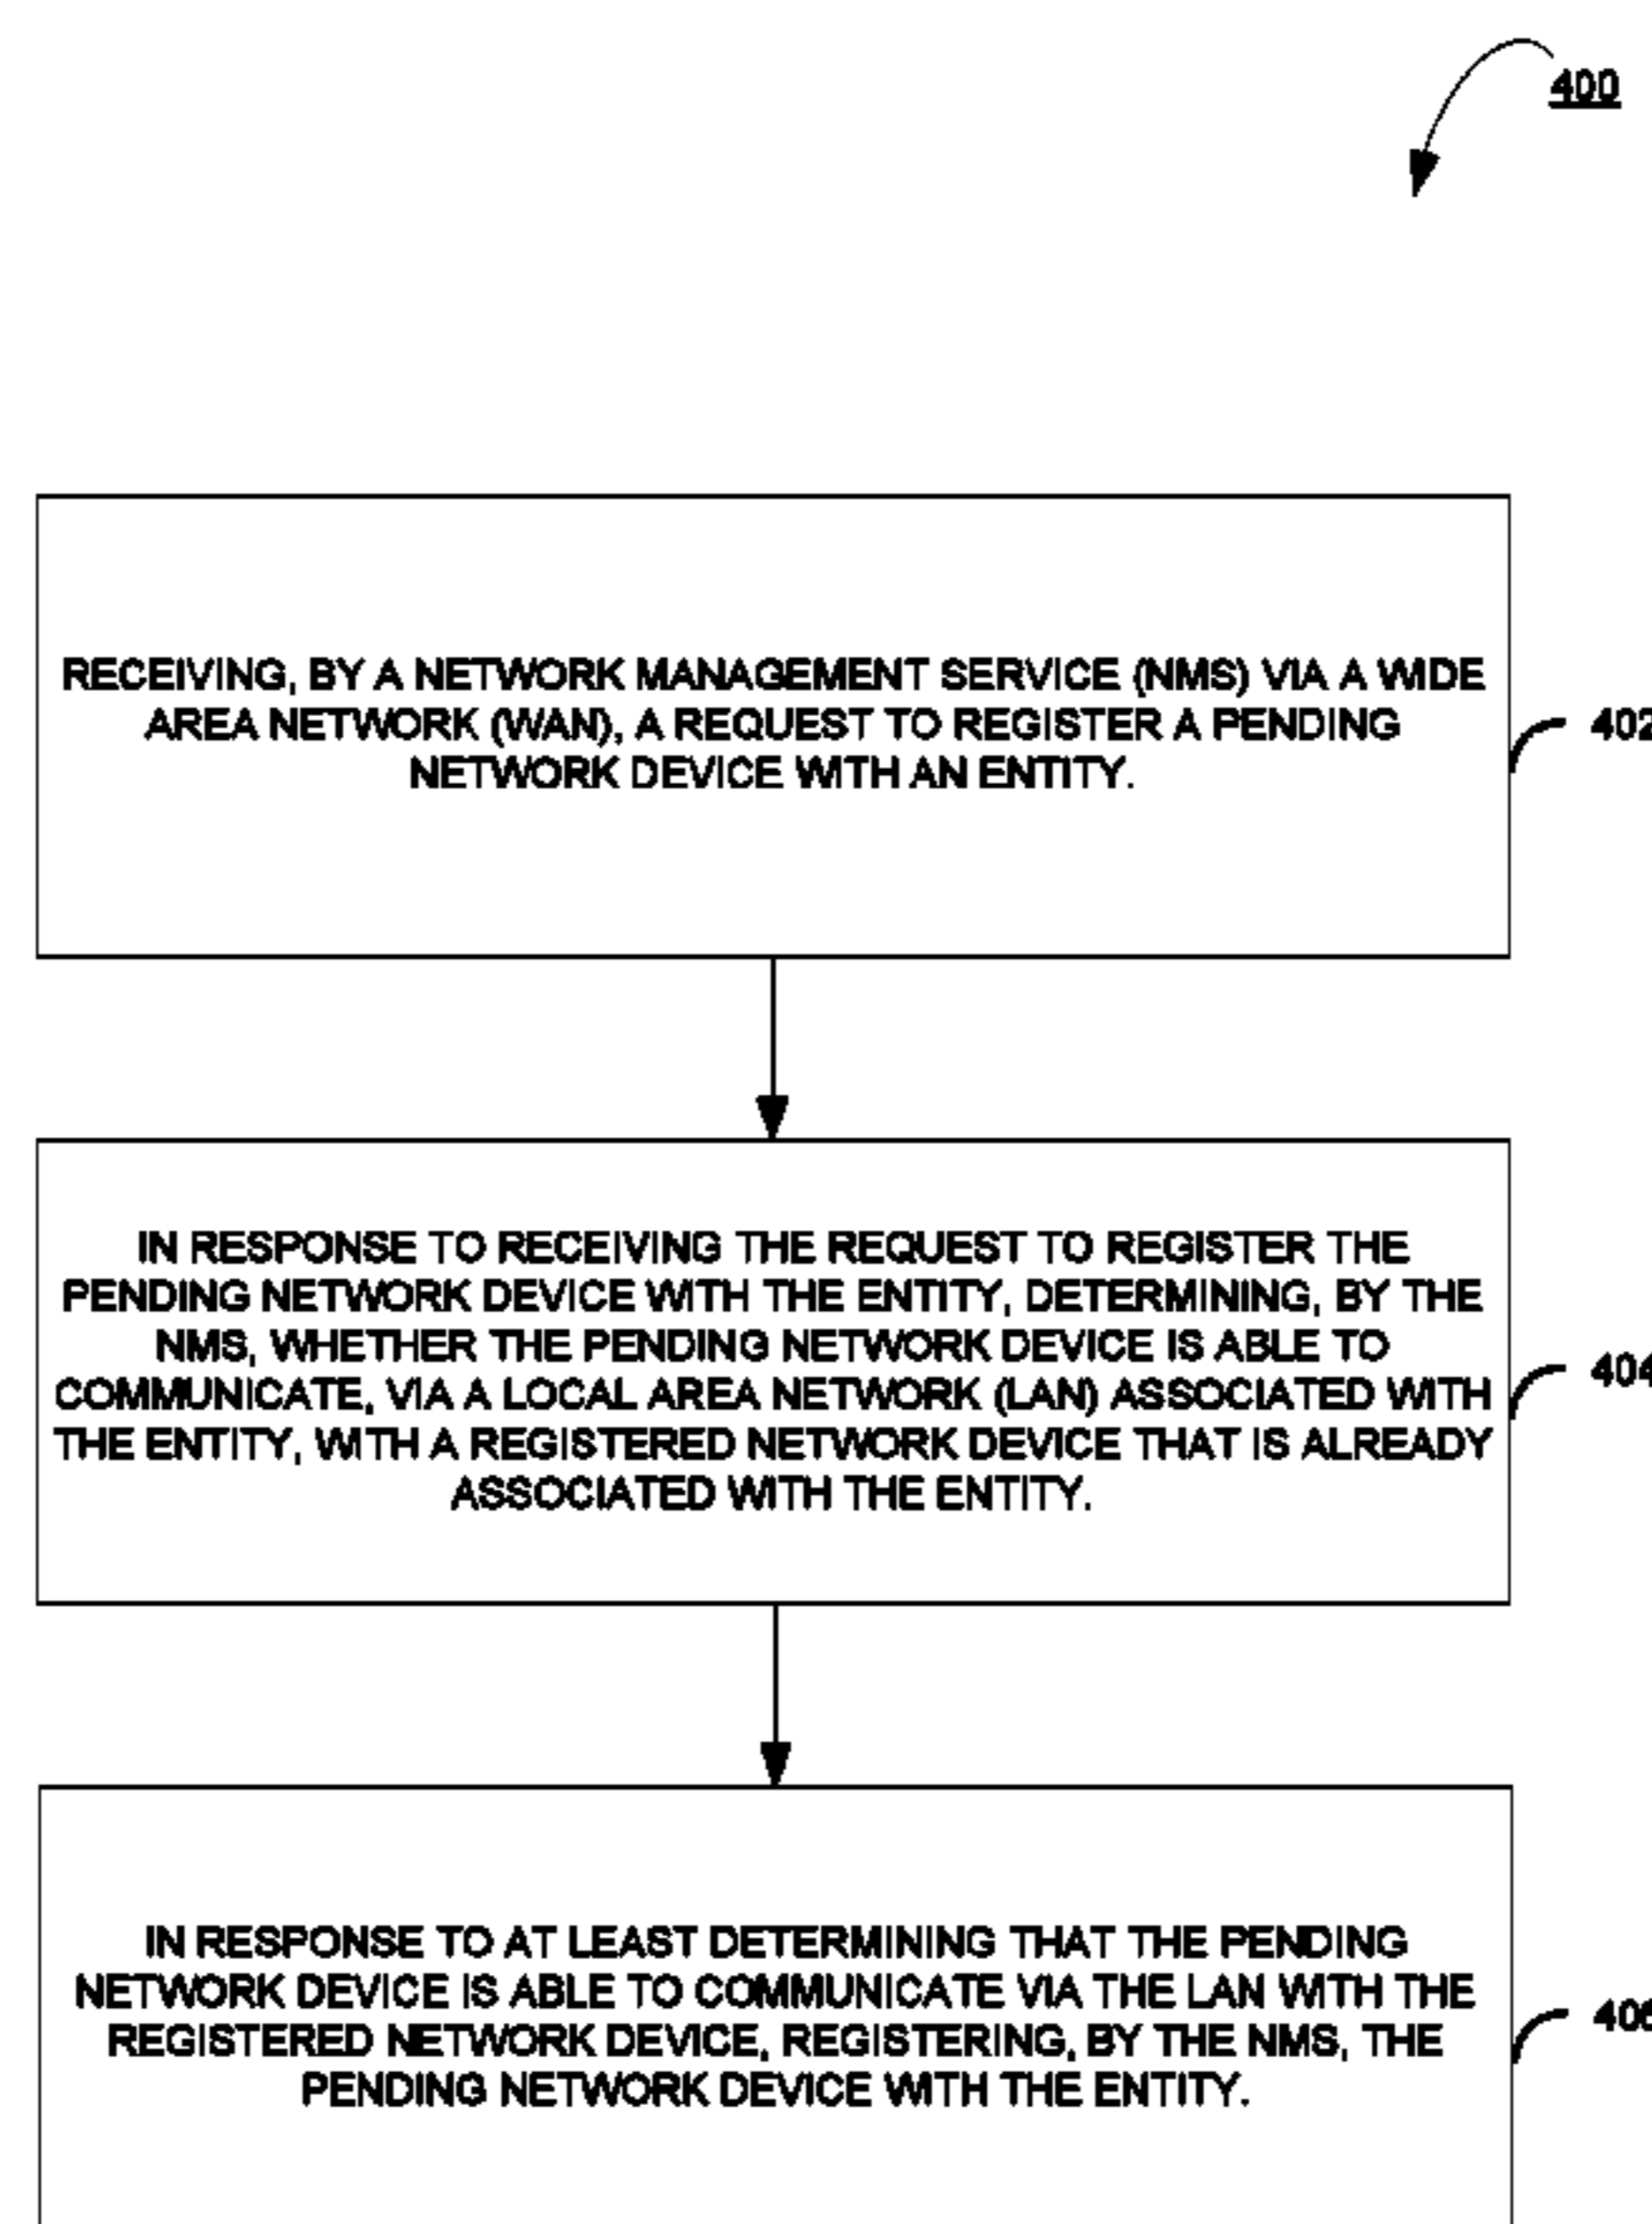 400
RECEIVING, BY A NETWORK MANAGEMENT SERVICE (NMS) VIA A WIDE
AREA NETWORK (WAN), A REQUEST TO REGISTER A PENDING
NETWORK DEVICE WITH AN ENTITY.
402
IN RESPONSE TO RECEIVING THE REQUEST TO REGISTER THE
PENDING NETWORK DEVICE WITH THE ENTITY, DETERMINING, BY THE
NMS, WHETHER THE PENDING NETWORK DEVICE IS ABLE TO
COMMUNICATE, VIA A LOCAL AREA NETWORK (LAN) ASSOCIATED WITH
THE ENTITY, WITH A REGISTERED NETWORK DEVICE THAT IS ALREADY
ASSOCIATED WITH THE ENTITY.
404
IN RESPONSE TO AT LEAST DETERMINING THAT THE PENDING
NETWORK DEVICE IS ABLE TO COMMUNICATE VIA THE LAN WITH THE
REGISTERED NETWORK DEVICE, REGISTERING, BY THE NMS, THE
PENDING NETWORK DEVICE WITH THE ENTITY.
406